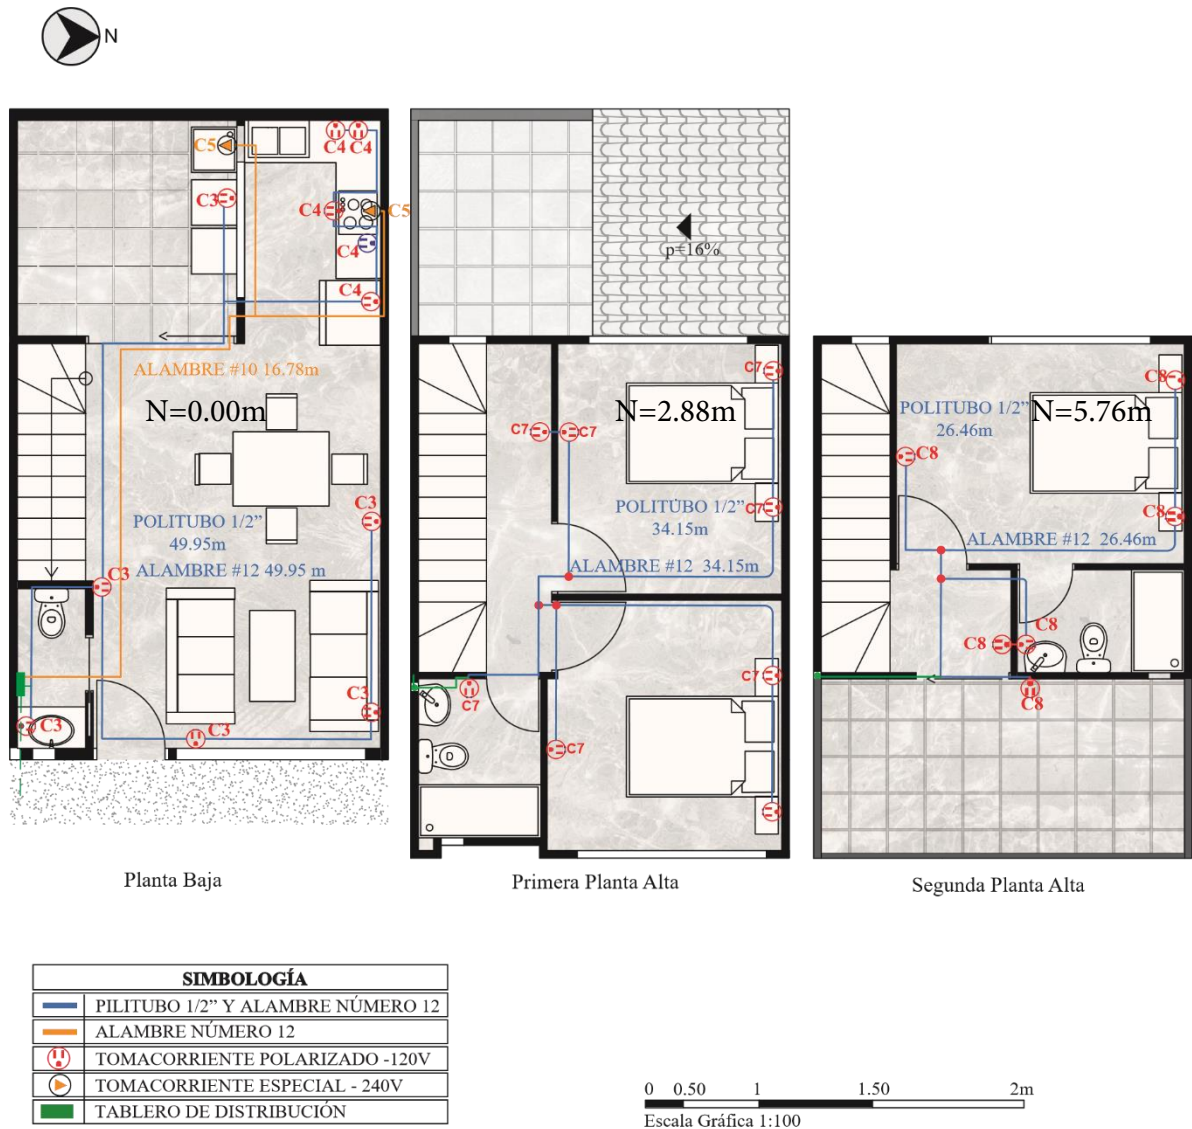 N
C5
C4 C4
C3
C4
C5
C4
C4
p=16%
ALAMBRE #10 16.78m
N=0.00m
C3
POLITUBO 1/2”
49.95m
ALAMBRE #12 49.95 m
C3
C3
C3
C3
Planta Baja
C7
N=2.88m
C7
C7
C7
POLITUBO 1/2”
34.15m
ALAMBRE #12 34.15m
C7
C7
C7
Primera Planta Alta
C8
N=5.76m
POLITUBO 1/2”
26.46m
C8
C8
ALAMBRE #12 26.46m
C8
C8
C8
Segunda Planta Alta
SIMBOLOGÍA
PILITUBO 1/2” Y ALAMBRE NÚMERO 12
ALAMBRE NÚMERO 12
TOMACORRIENTE POLARIZADO -120V
TOMACORRIENTE ESPECIAL - 240V
TABLERO DE DISTRIBUCIÓN
0 0.50 1 1.50 2m
Escala Gráfica 1:100